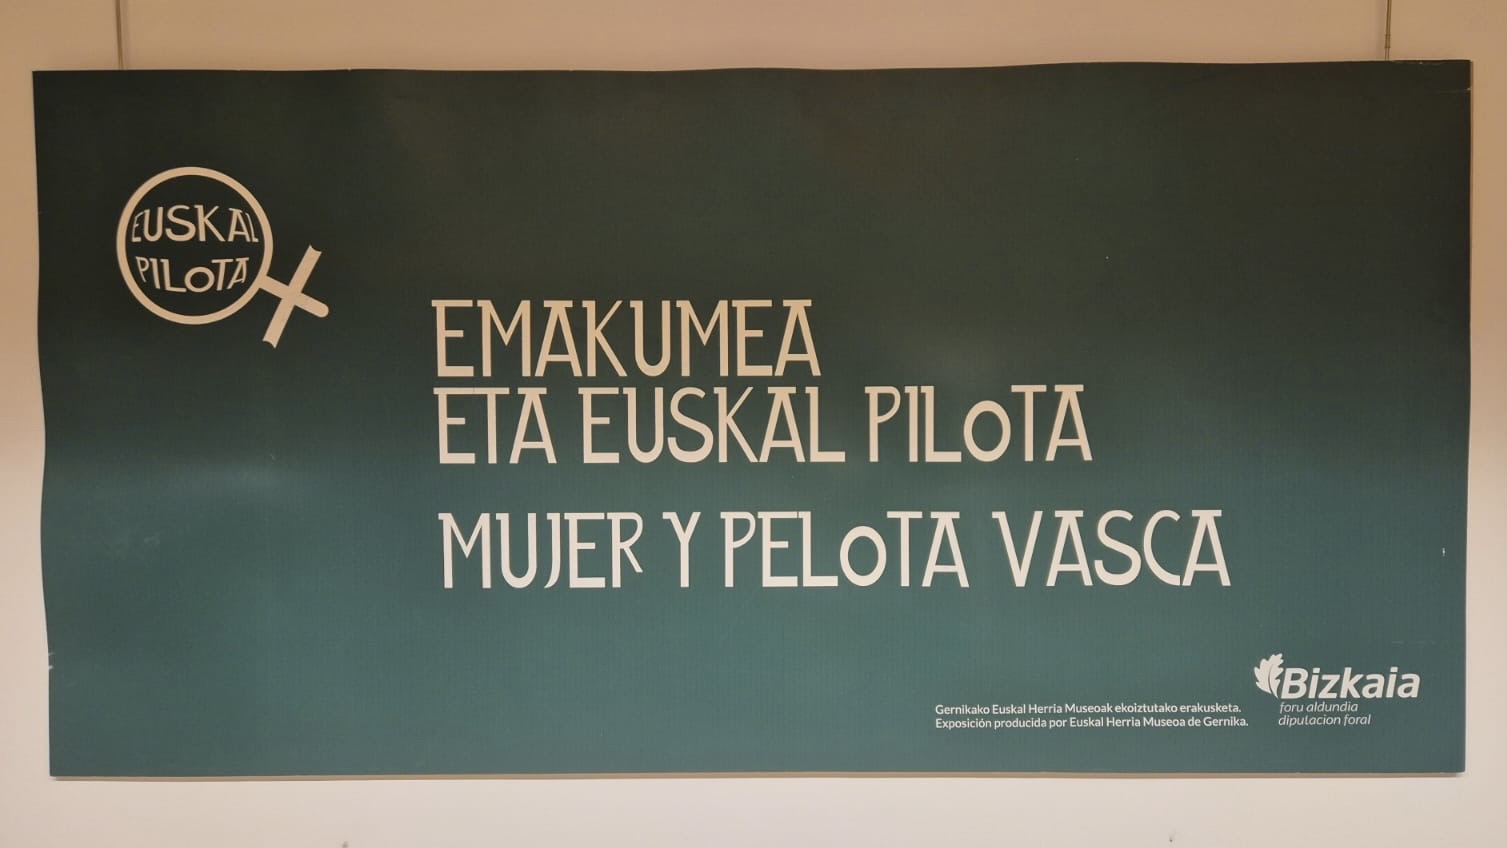 EUSKAL
PILOTA
EMAKUMEA
ETA EUSKAL PILOTA
MUJER Y PELOTA VASCA
Gernikako Euskal Herria Museoak ekoiztutako erakusketa.
Exposición producida por Euskal Herria Museoa de Gernika.
Bizkaia
foru aldundia
diputacion foral